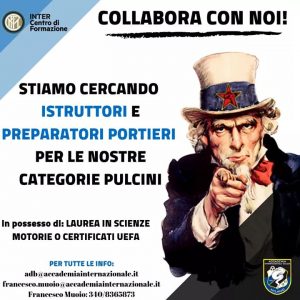 INTER
Centro di
Formazione
COLLABORA CON NOI!
STIAMO CERCANDO
ISTRUTTORI E
PREPARATORI PORTIERI
PER LE NOSTRE
CATEGORIE PULCINI
In possesso di: LAUREA IN SCIENZE
MOTORIE O CERTIFICATI UEFA
PER TUTTE LE INFO:
adb@accademiainternazionale.it
francesco.muoio@accademiainternazionale.it
Francesco Muoio: 340/8365873